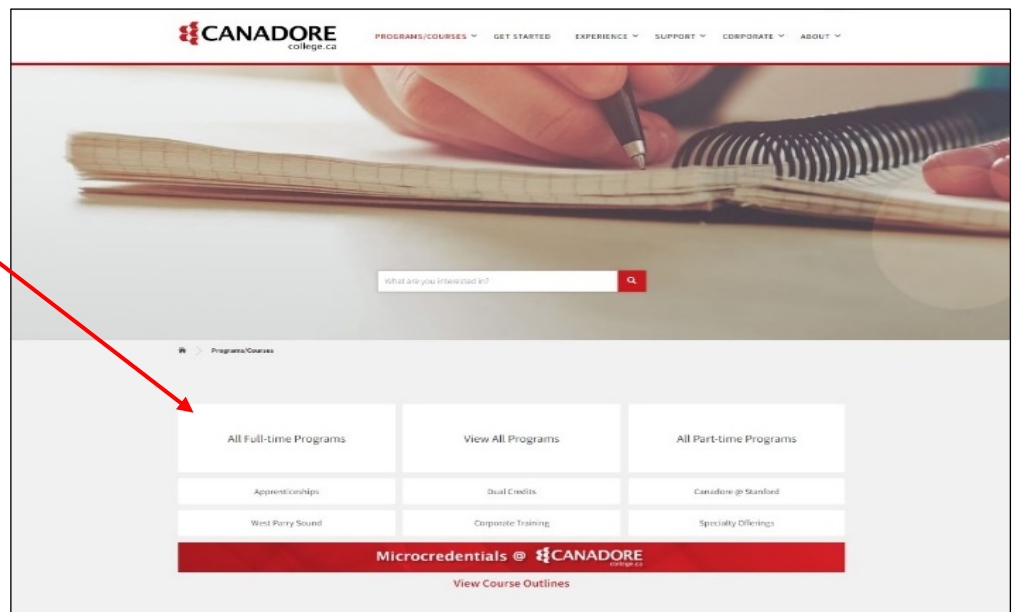 CANADORE
college.ca
PROGRAMS/COURSES GET STARTED EXPERIENCE SUPPORT CORPORATE ABOUT
What are you interested in?
Programs/Courses
All Full-time Programs View All Programs All Part-time Programs
Apprenticeships Dual Credits Canadore @ Stanford
West Parry Sound Corporate Training Specialty Offerings
Microcredentials @ CANADORE
college.ca
View Course Outlines